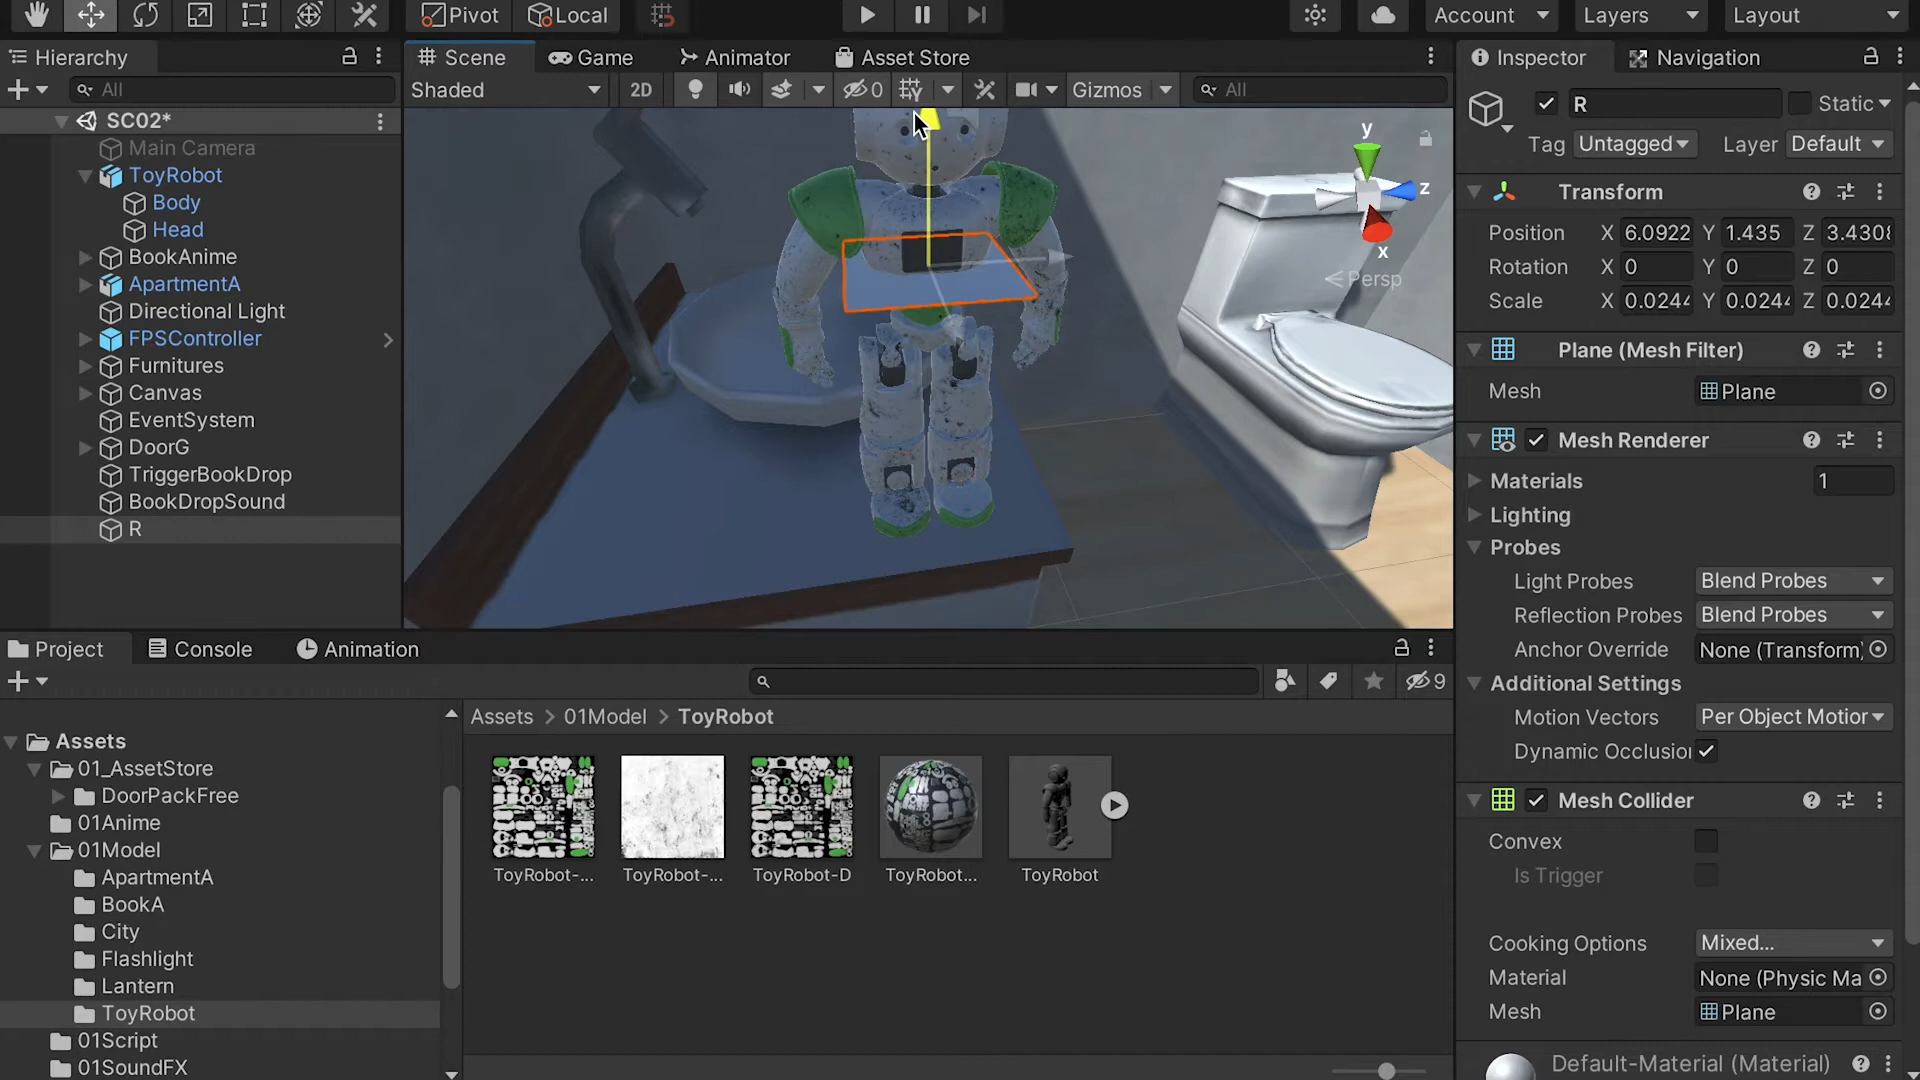 Pivot Local Account Layers Layout
Hierarchy
All
SC02*
Main Camera
ToyRobot
Body
Head
BookAnime
ApartmentA
Directional Light
FPSController
Furnitures
Canvas
EventSystem
DoorG
TriggerBookDrop
BookDropSound
R
Scene Game Animator Asset Store
Shaded 2D 0 Gizmos All
y
z
x
Persp
Inspector Navigation
R Static
Tag Untagged Layer Default
Transform
Position X 6.0922 Y 1.435 Z 3.4308
Rotation X 0 Y 0 Z 0
Scale X 0.0244 Y 0.0244 Z 0.0244
Plane (Mesh Filter)
Mesh Plane
Mesh Renderer
Materials 1
Lighting
Probes
Light Probes Blend Probes
Reflection Probes Blend Probes
Anchor Override None (Transform)
Additional Settings
Motion Vectors Per Object Motior
Dynamic Occlusion
Mesh Collider
Convex
Is Trigger
Cooking Options Mixed...
Material None (Physic Ma
Mesh Plane
Default-Material (Material)
Project Console Animation
9
Assets
01_AssetStore
DoorPackFree
01Anime
01Model
ApartmentA
BookA
City
Flashlight
Lantern
ToyRobot
01Script
01SoundFX
Assets > 01Model > ToyRobot
ToyRobot-... ToyRobot-... ToyRobot-D ToyRobot... ToyRobot